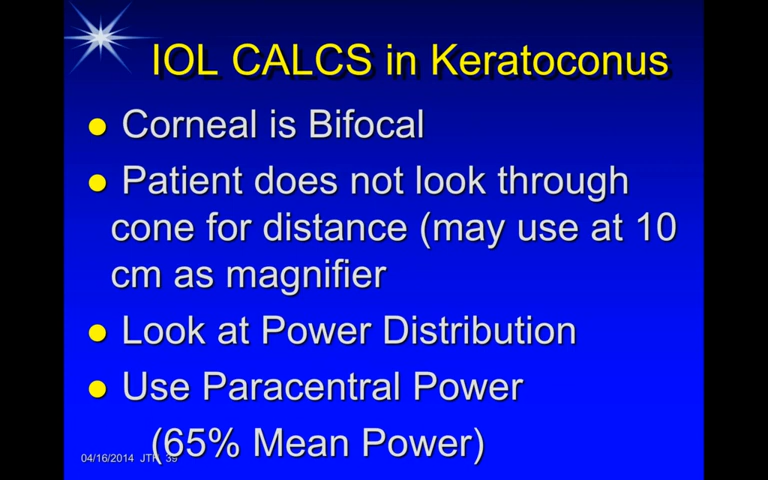 IOL CALCS in Keratoconus
● Corneal is Bifocal
● Patient does not look through
cone for distance (may use at 10
cm as magnifier
● Look at Power Distribution
● Use Paracentral Power
(65% Mean Power)
04/16/2014 JTH 39